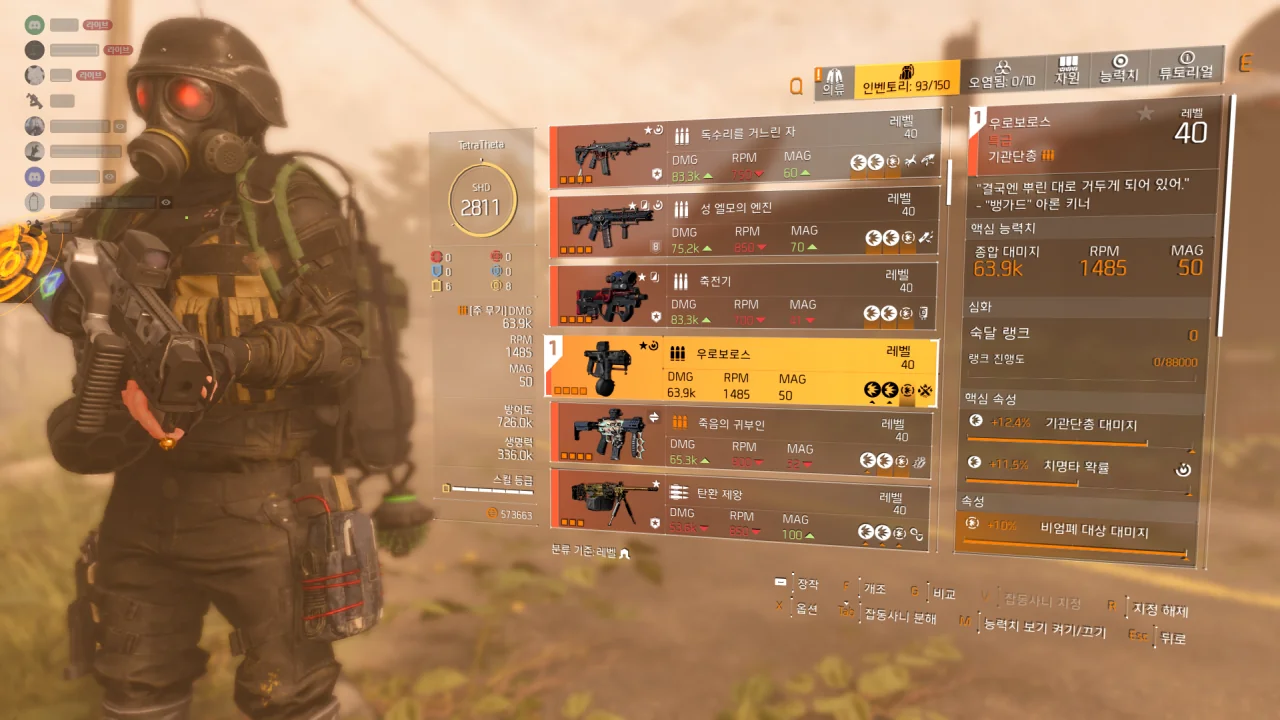 라이브
라이브
라이브
Q
의류
인벤토리: 93/150
오염됨: 0/10
자원
능력치
튜토리얼
E
TetraTheta
SHD
2811
0 0
0 0
6 8
[주 무기] DMG
63.9k
RPM
1485
MAG
50
방어도
726.0k
생명력
336.0k
스킬 등급
573663
독수리를 거느린 자
레벨
40
DMG RPM MAG
83.3k 750 60
성 엘모의 엔진
레벨
40
DMG RPM MAG
75.2k 850 70
8
축전기
레벨
40
DMG RPM MAG
83.3k
1
우로보로스
레벨
40
DMG RPM MAG
63.9k 1485 50
죽음의 귀부인
레벨
40
DMG RPM MAG
65.3k 32
탄환 제왕
레벨
40
DMG RPM MAG
100
분류 기준: 레벨
1
우로보로스
레벨
40
특급
기관단총
"결국엔 뿌린 대로 거두게 되어 있어."
- "뱅가드" 아론 키너
핵심 능력치
종합 대미지 RPM MAG
63.9k 1485 50
심화
숙달 랭크 0
랭크 진행도 0/88000
핵심 속성
+12.4% 기관단총 대미지
+11.5% 치명타 확률
속성
+10% 비엄폐 대상 대미지
장착
F 개조
G 비교
U 잡동사니 지정
R 지정 해제
X 옵션
Tab 잡동사니 분해
M 능력치 보기 켜기/끄기
Esc 뒤로